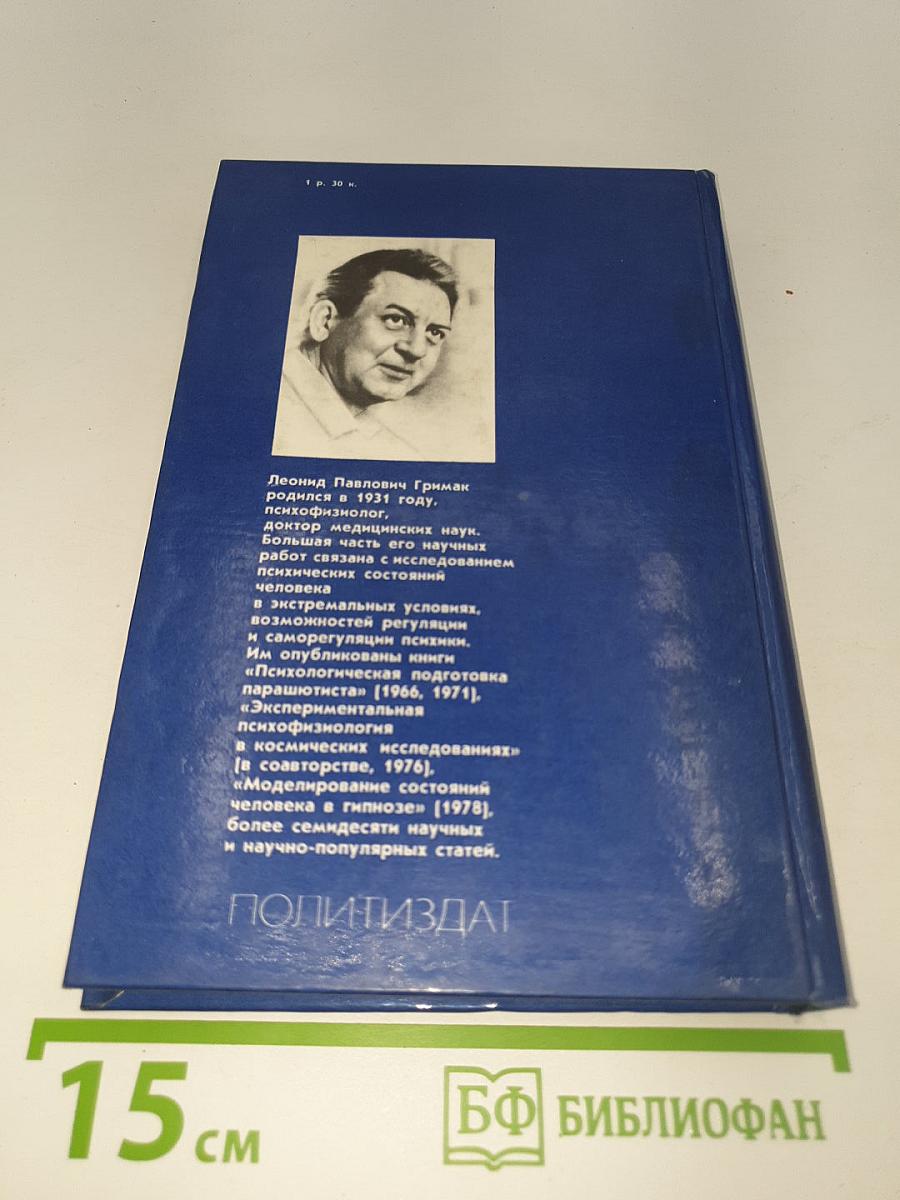 1 р. 30 к.
Леонид Павлович Гримак
родился в 1931 году,
психофизиолог,
доктор медицинских наук.
Большая часть его научных
работ связана с исследованием
психических состояний
человека
в экстремальных условиях,
возможностей регуляции
и саморегуляции психики.
Им опубликованы книги
«Психологическая подготовка
парашютиста» (1966, 1971),
«Экспериментальная
психофизиология
в космических исследованиях»
(в соавторстве, 1976),
«Моделирование состояний
человека в гипнозе» (1978),
более семидесяти научных
и научно-популярных статей.
ПОЛИТИЗДАТ
15 см
БФ БИБЛИОФАН